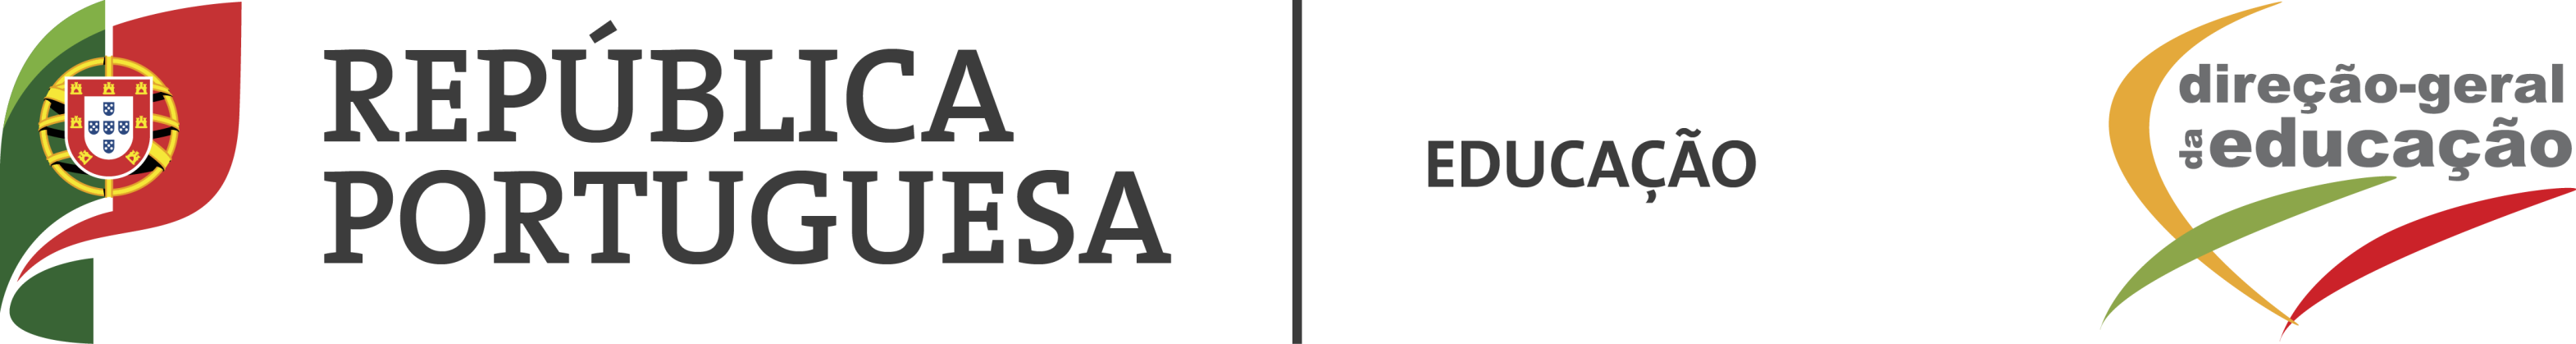 REPÚBLICA
PORTUGUESA
EDUCAÇÃO
direção-geral
da educação